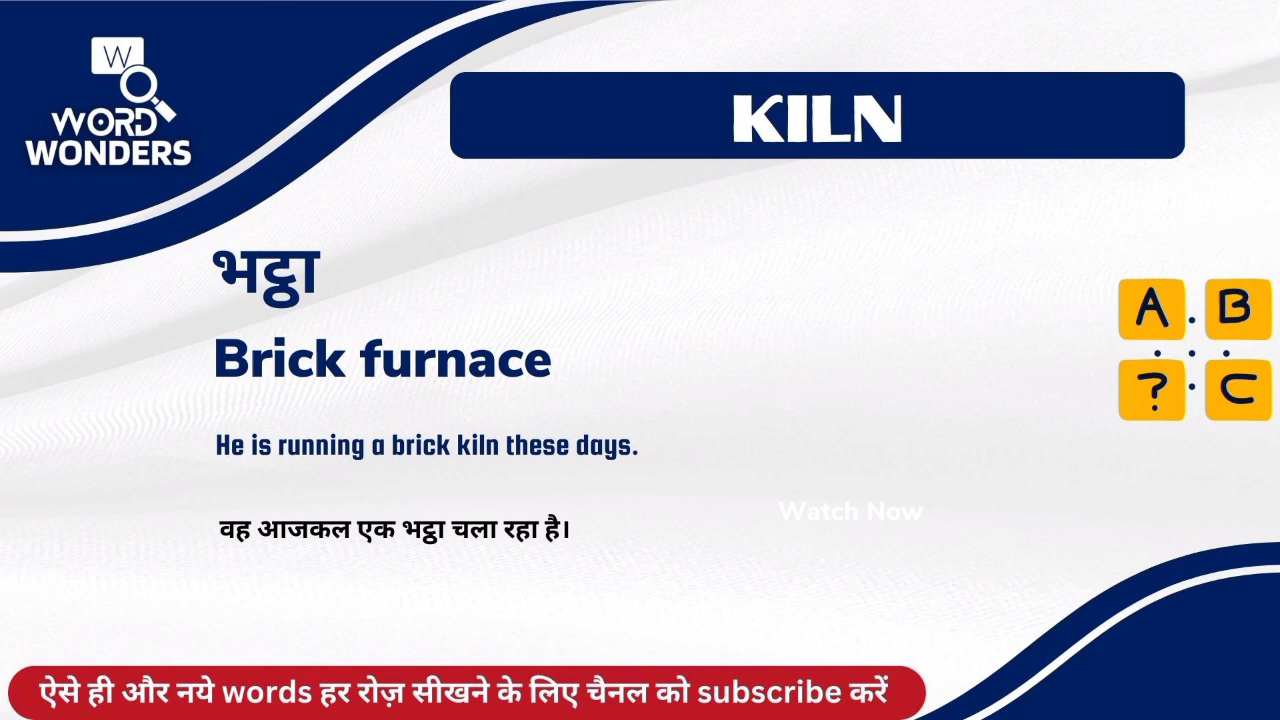 W
WORD
WONDERS
KILN
भट्ठा
Brick furnace
A B
? C
He is running a brick kiln these days.
Watch Now
वह आजकल एक भट्ठा चला रहा है।
ऐसे ही और नये words हर रोज़ सीखने के लिए चैनल को subscribe करें